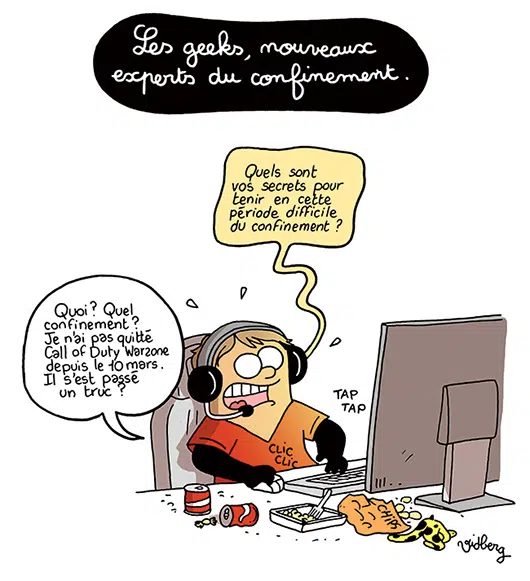 Les geeks, nouveaux
experts du confinement.
Quels sont
vos secrets pour
tenir en cette
période difficile
du confinement ?
Quoi ? Quel
confinement ?
Je n'ai pas quitté
Call of Duty Warzone
depuis le 10 mars.
Il s'est passé
un truc ?
TAP
TAP
CLIC
CLIC
CHIPS
vidberg